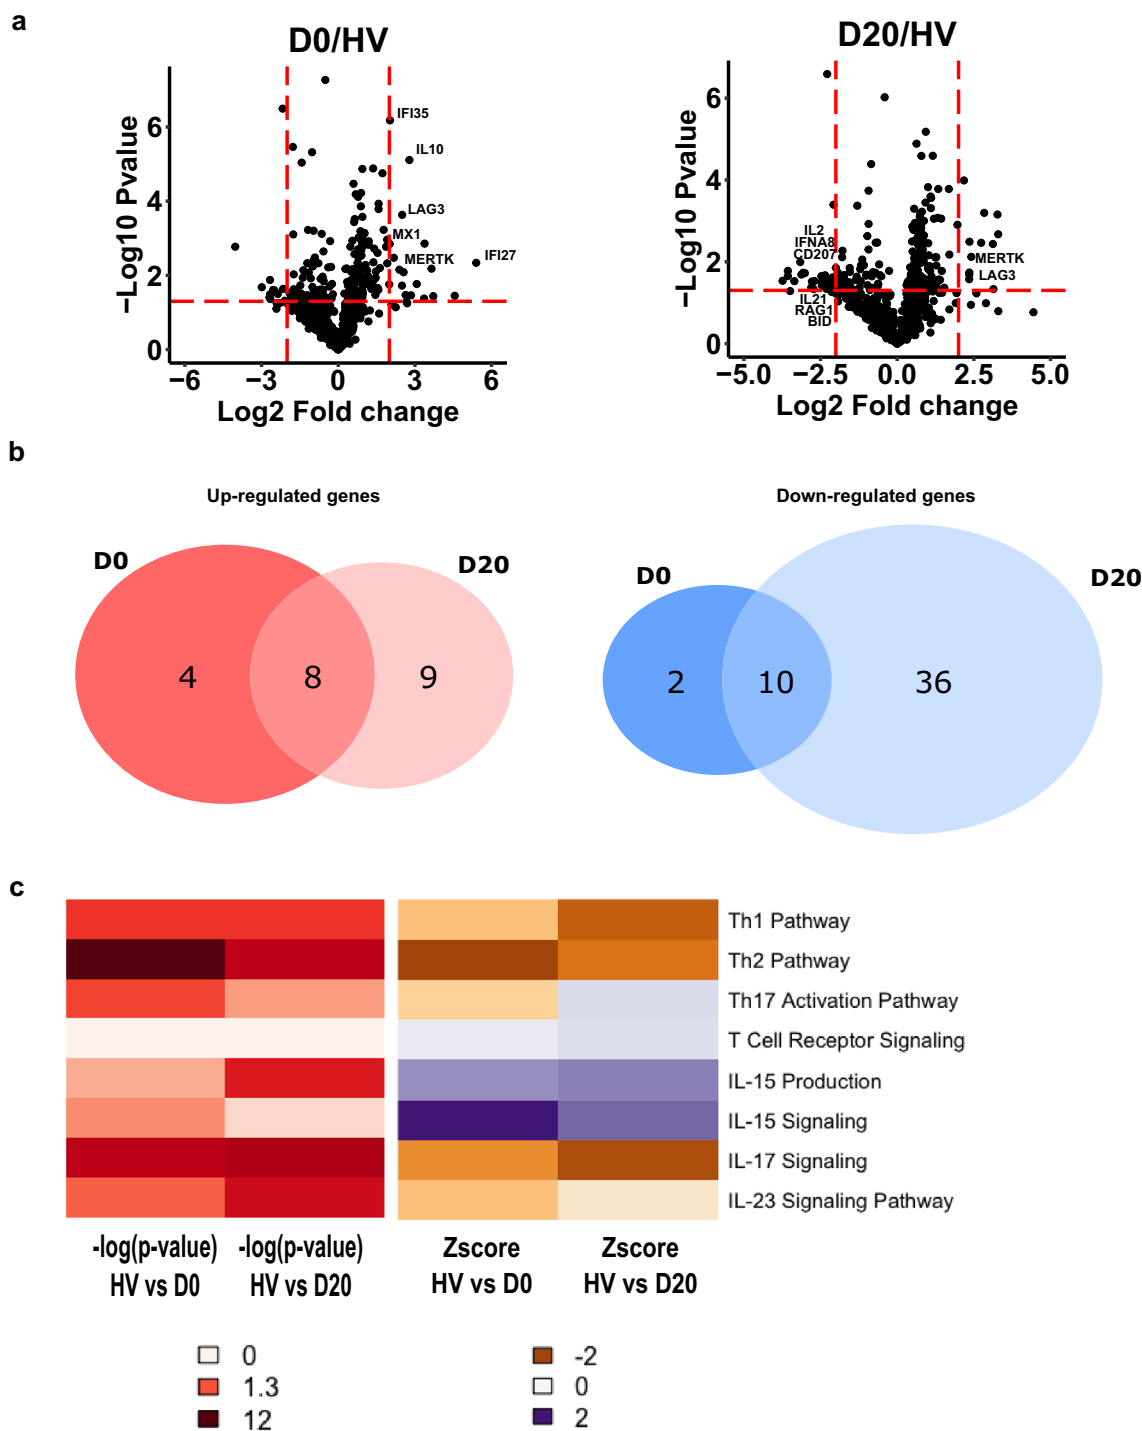 a
D0/HV
−Log10 Pvalue
6
4
2
0
IFI35
IL10
LAG3
MX1
MERTK
IFI27
−6
−3
0
3
6
Log2 Fold change
D20/HV
−Log10 Pvalue
6
4
2
0
IL2
IFNA8
CD207
IL21
RAG1
BID
MERTK
LAG3
−5.0
−2.5
0.0
2.5
5.0
Log2 Fold change
b
Up-regulated genes
D0
D20
4
8
9
Down-regulated genes
D0
D20
2
10
36
c
Th1 Pathway
Th2 Pathway
Th17 Activation Pathway
T Cell Receptor Signaling
IL-15 Production
IL-15 Signaling
IL-17 Signaling
IL-23 Signaling Pathway
-log(p-value)
HV vs D0
-log(p-value)
HV vs D20
Zscore
HV vs D0
Zscore
HV vs D20
0
1.3
12
-2
0
2